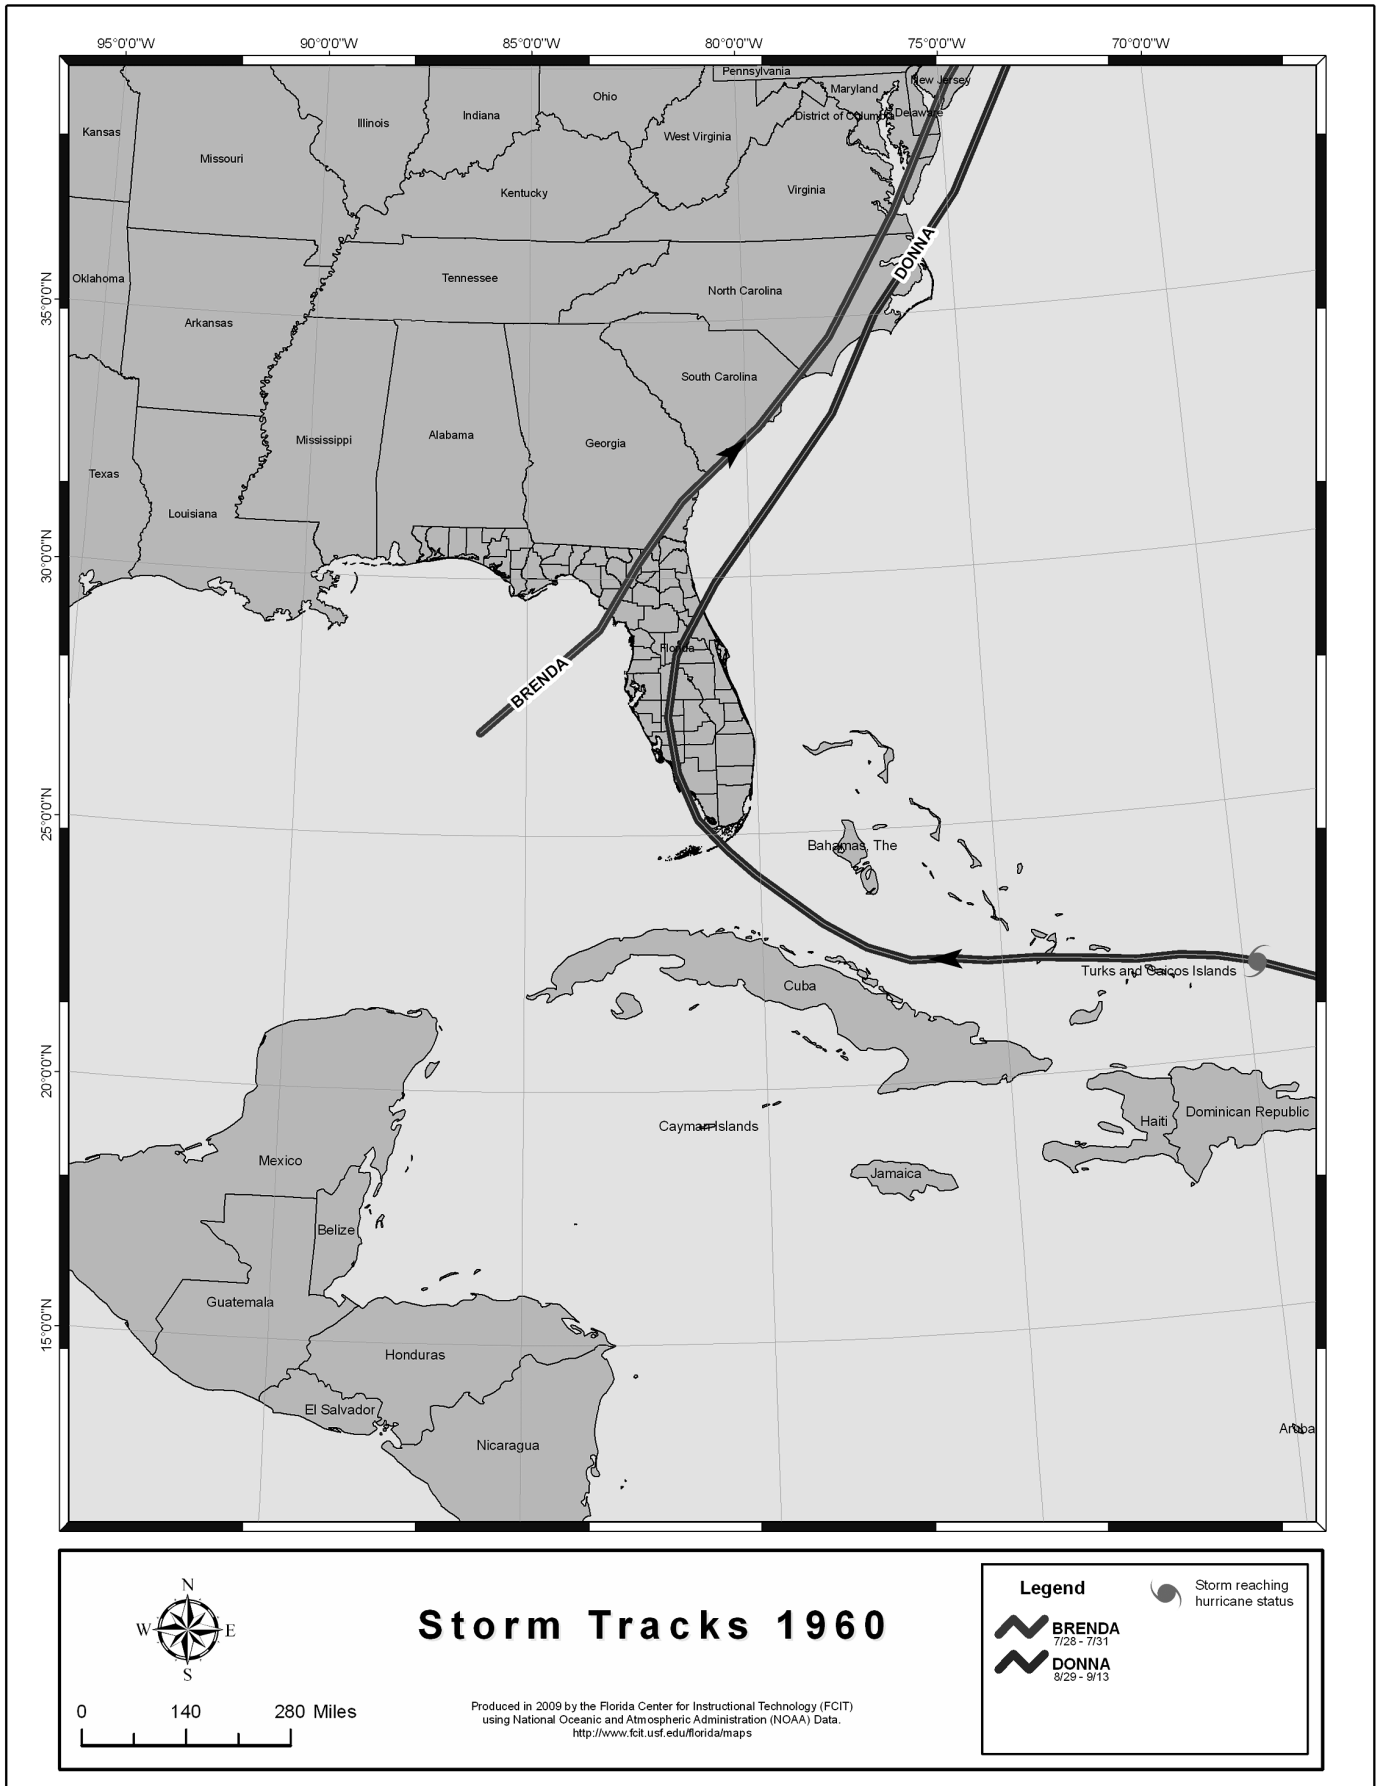 95°0'0"W 90°0'0"W 85°0'0"W 80°0'0"W 75°0'0"W 70°0'0"W
Pennsylvania
New Jersey
Maryland
Ohio
Delaware
District of Columbia
Indiana
Illinois
Kansas
West Virginia
Missouri
Virginia
Kentucky
DONNA
Oklahoma
Tennessee
North Carolina
35°0'0"N
Arkansas
South Carolina
Mississippi
Alabama
Georgia
Texas
Louisiana
30°0'0"N
Florida
BRENDA
25°0'0"N
Bahamas, The
Turks and Caicos Islands
Cuba
20°0'0"N
Dominican Republic
Haiti
Cayman Islands
Mexico
Jamaica
Belize
Guatemala
15°0'0"N
Honduras
El Salvador
Aruba
Nicaragua
N
W E
S
0 140 280 Miles
Storm Tracks 1960
Produced in 2009 by the Florida Center for Instructional Technology (FCIT)
using National Oceanic and Atmospheric Administration (NOAA) Data.
http://www.fcit.usf.edu/florida/maps
Legend
BRENDA
7/28 - 7/31
DONNA
8/29 - 9/13
Storm reaching
hurricane status